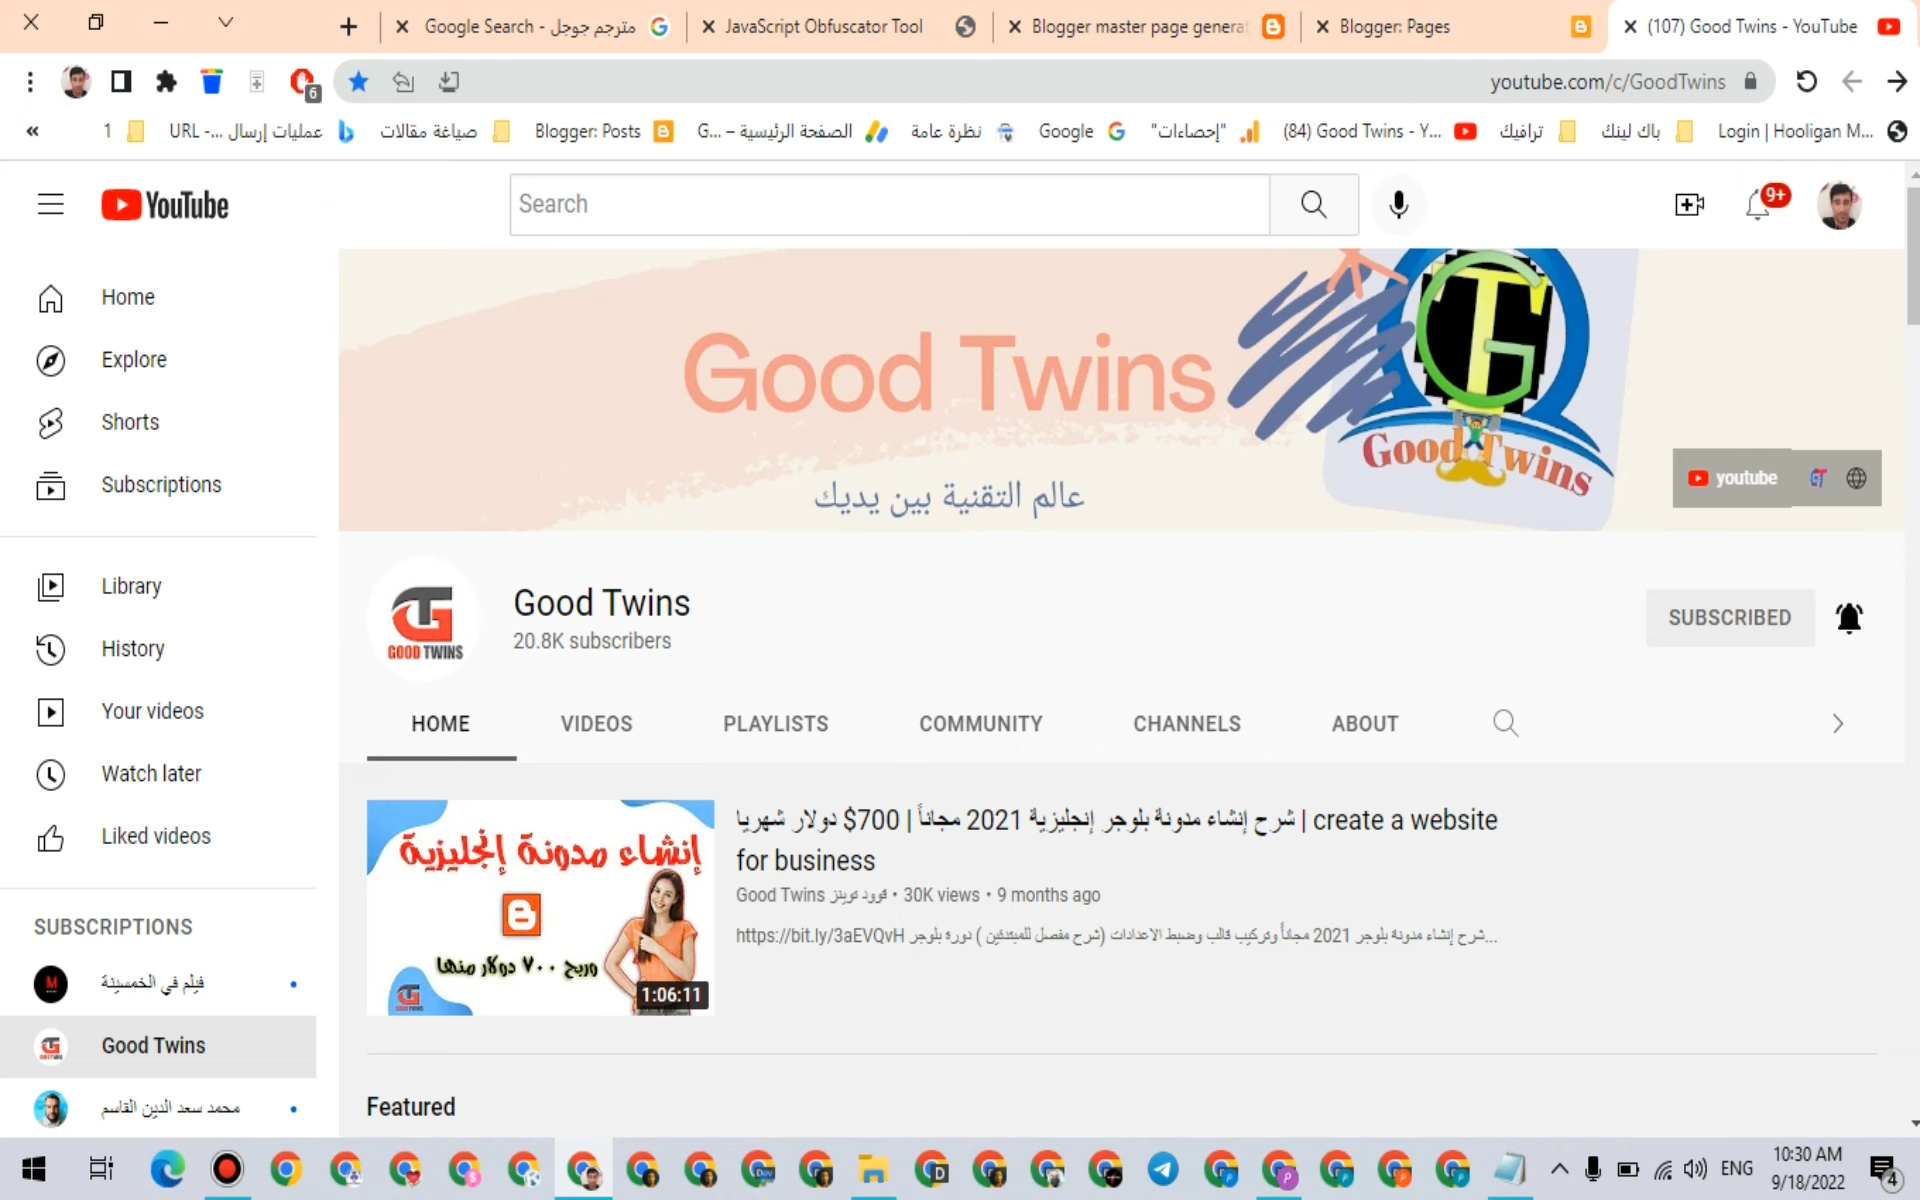 Google Search - مترجم جوجل
JavaScript Obfuscator Tool
Blogger master page generat
Blogger: Pages
(107) Good Twins - YouTube
6
youtube.com/c/GoodTwins
« 1
عمليات إرسال ...- URL
صياغة مقالات
Blogger: Posts
الصفحة الرئيسية – G...
نظرة عامة
Google
"إحصاءات"
(84) Good Twins - Y...
ترافيك
باك لينك
Login | Hooligan M...
YouTube
Search
9+
Home
Explore
Shorts
Subscriptions
Library
History
Your videos
Watch later
Liked videos
SUBSCRIPTIONS
فيلم في الخمسينة
Good Twins
محمد سعد الدين القاسم
Good Twins
عالم التقنية بين يديك
Good Twins
youtube
GOOD TWINS
Good Twins
20.8K subscribers
SUBSCRIBED
HOME
VIDEOS
PLAYLISTS
COMMUNITY
CHANNELS
ABOUT
إنشاء مدونة إنجليزية
وربح ٧٠٠ دولار منها
1:06:11
شرح إنشاء مدونة بلوجر إنجليزية 2021 مجاناً | 700$ دولار شهريا | create a website
for business
Good Twins قوود توينز • 30K views • 9 months ago
https://bit.ly/3aEVQvH شرح إنشاء مدونة بلوجر 2021 مجاناً وتركيب قالب وضبط الاعدادات (شرح مفصل للمبتدئين ) دورة بلوجر...
Featured
ENG
10:30 AM
9/18/2022
4